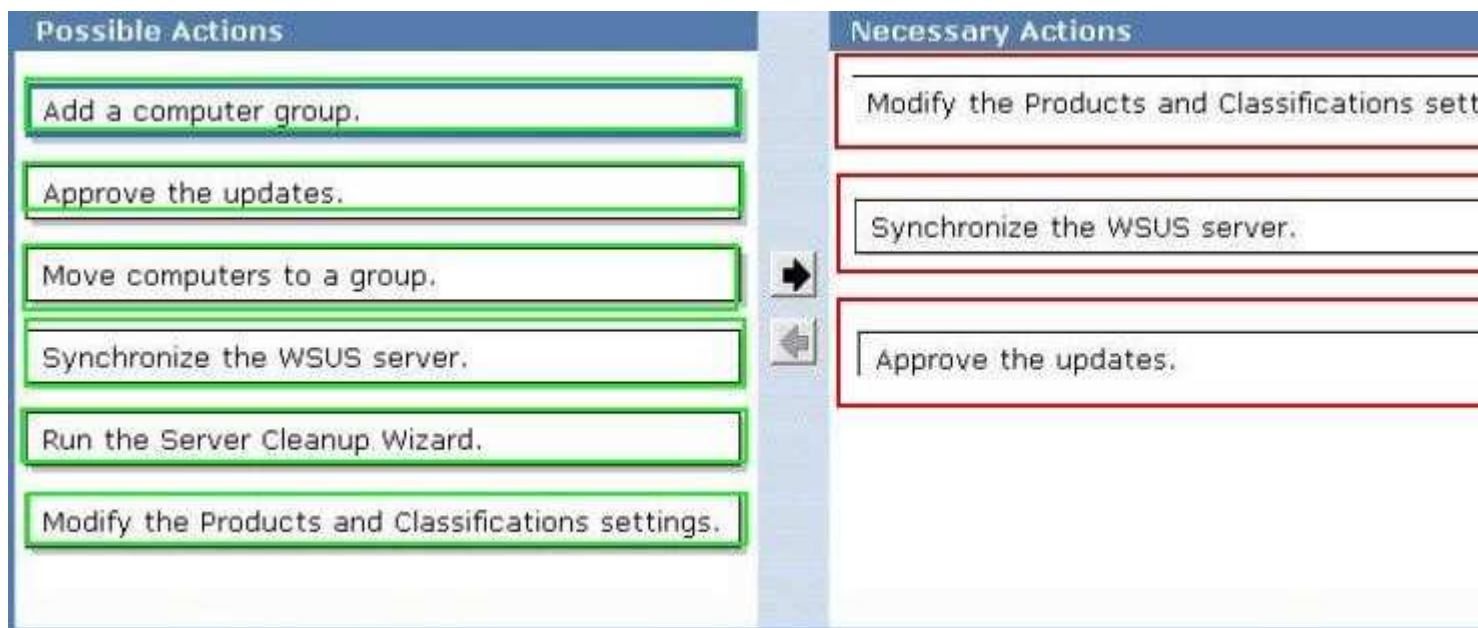 Possible Actions
Add a computer group.
Approve the updates.
Move computers to a group.
Synchronize the WSUS server.
Run the Server Cleanup Wizard.
Modify the Products and Classifications settings.
Necessary Actions
Modify the Products and Classifications sett
Synchronize the WSUS server.
Approve the updates.